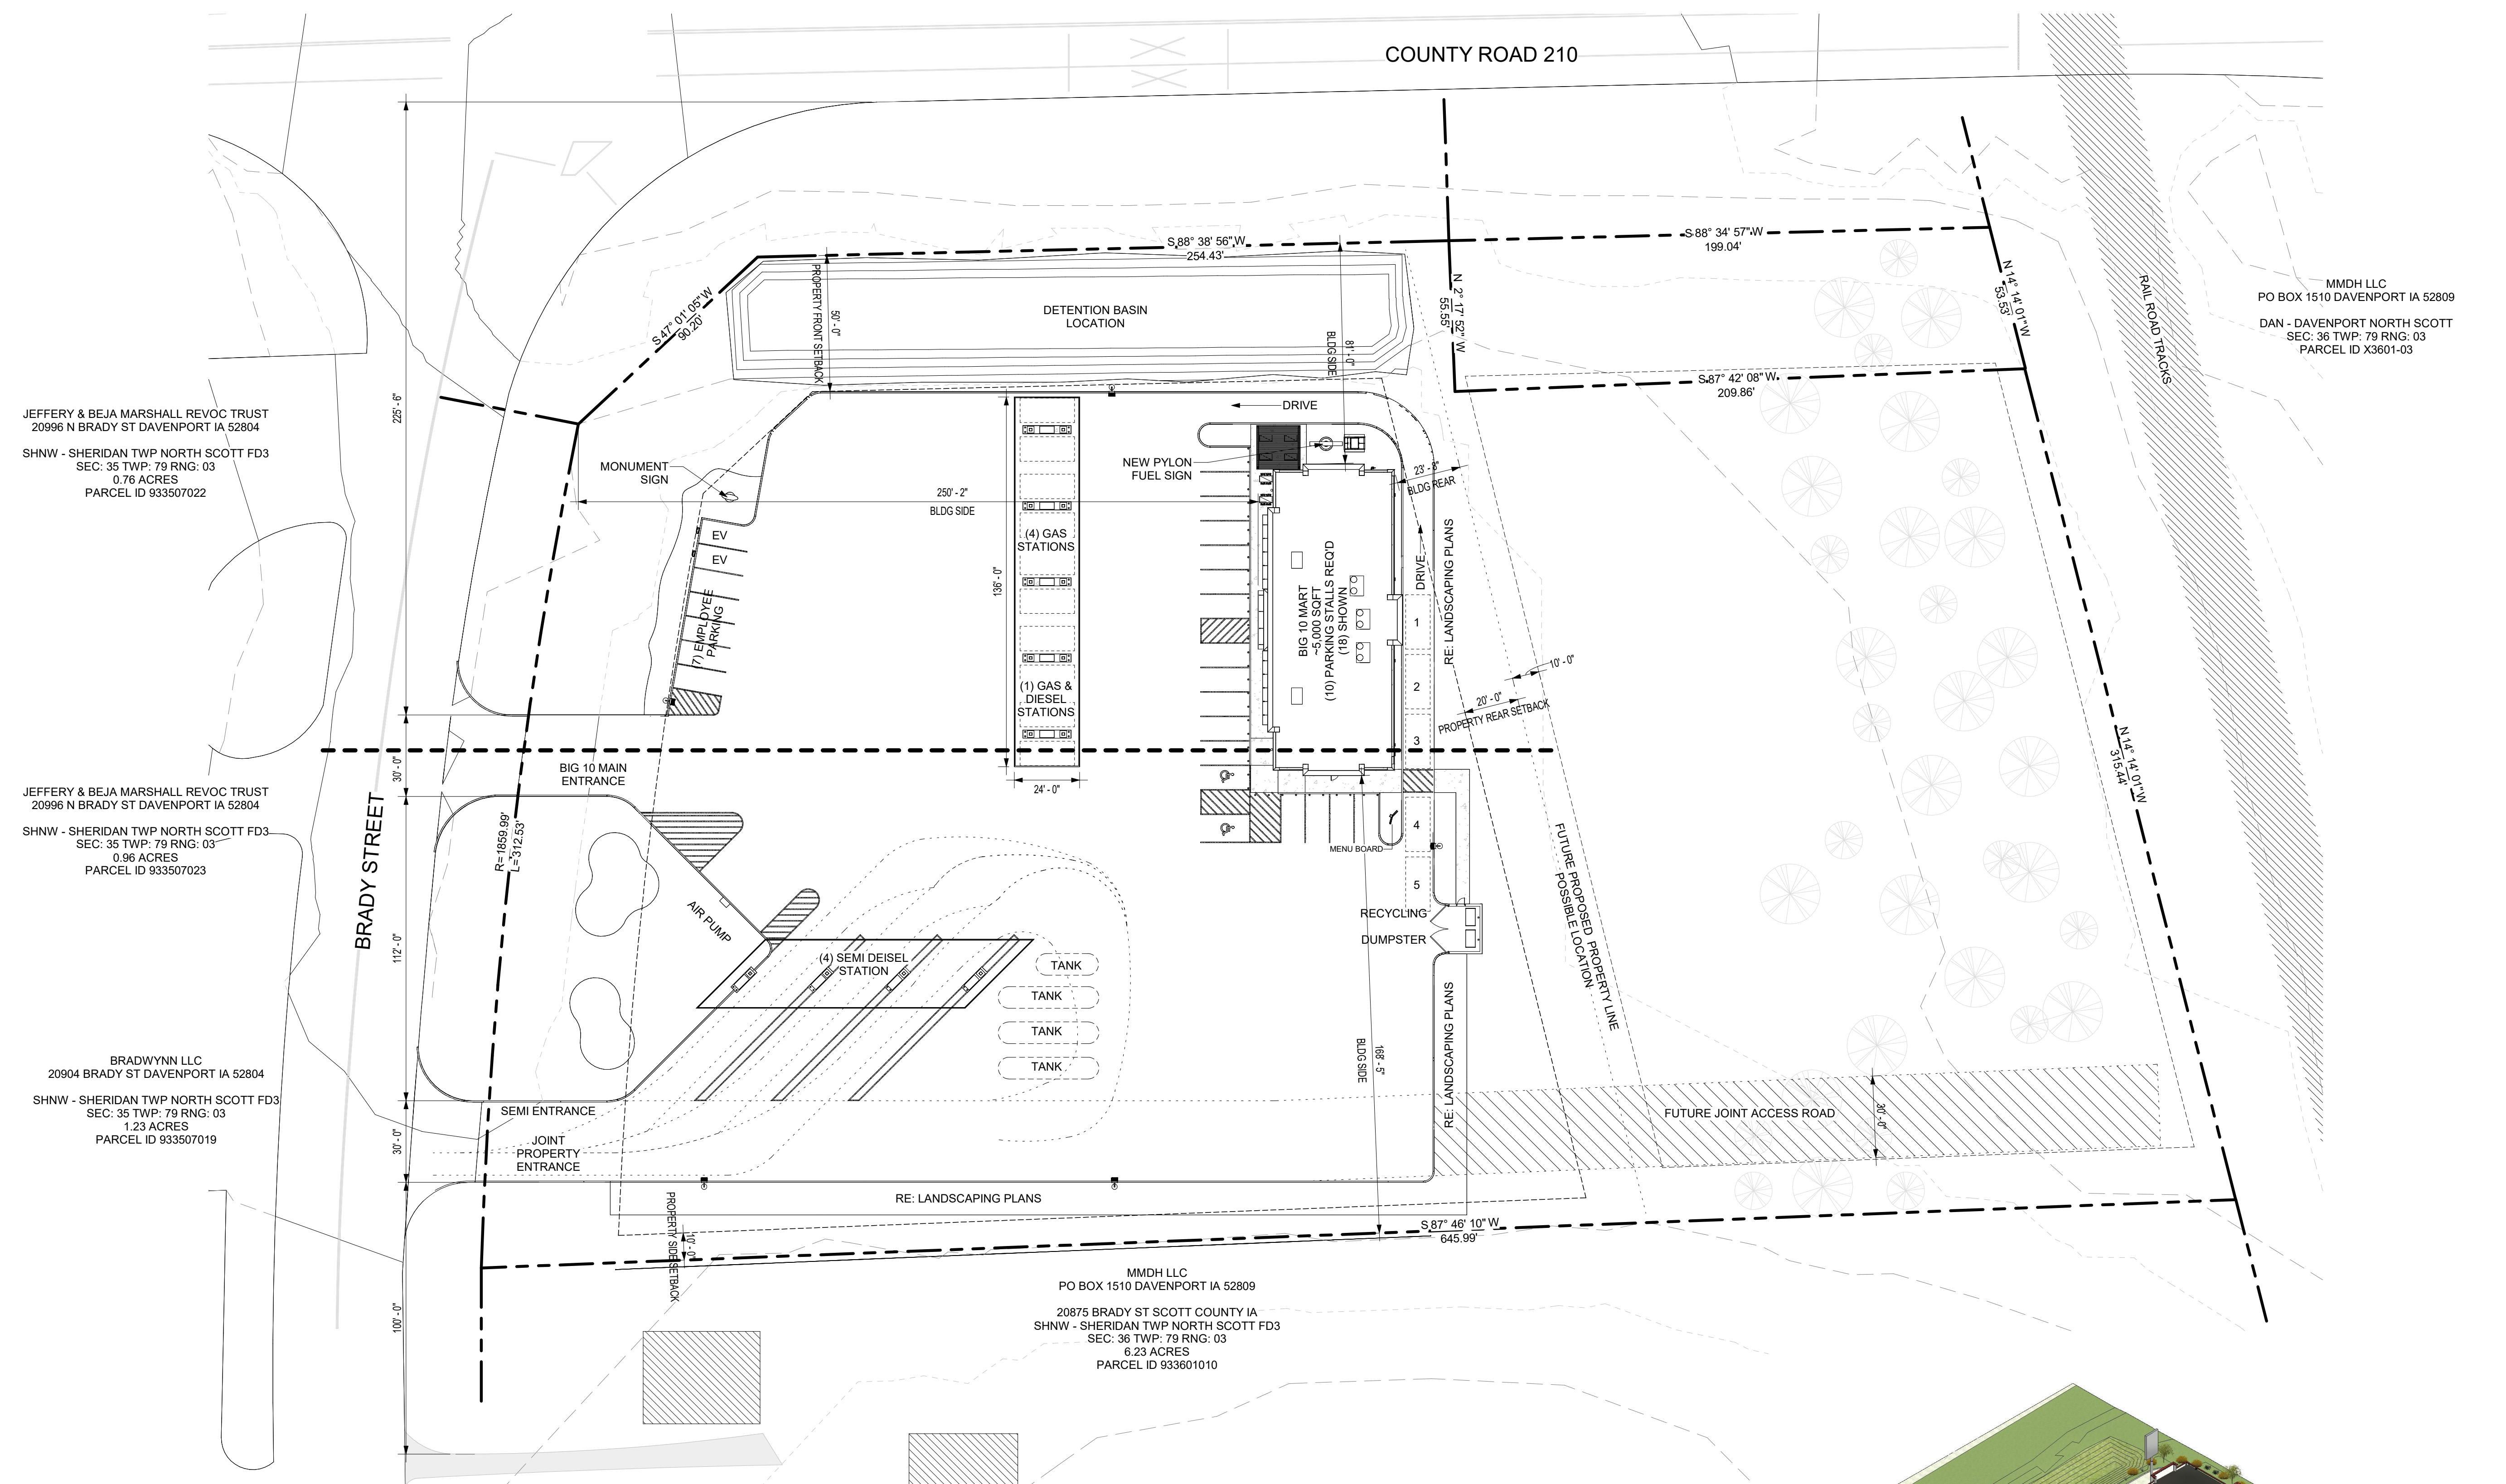 COUNTY ROAD 210
S 88° 38' 56" W
254.43'
S 88° 34' 57" W
199.04'
S 47° 01' 05" W
90.20'
PROPERTY FRONT SETBACK
50' - 0"
DETENTION BASIN
LOCATION
BLDG SIDE
81' - 0"
N 2° 17' 52" W
55.55'
N 14° 14' 01" W
53.53'
RAIL ROAD TRACKS
MMDH LLC
PO BOX 1510 DAVENPORT IA 52809
DAN - DAVENPORT NORTH SCOTT
SEC: 36 TWP: 79 RNG: 03
PARCEL ID X3601-03
S 87° 42' 08" W
209.86'
JEFFERY & BEJA MARSHALL REVOC TRUST
20996 N BRADY ST DAVENPORT IA 52804
SHNW - SHERIDAN TWP NORTH SCOTT FD3
SEC: 35 TWP: 79 RNG: 03
0.76 ACRES
PARCEL ID 933507022
225' - 6"
DRIVE
MONUMENT
SIGN
NEW PYLON
FUEL SIGN
23' - 8"
BLDG REAR
250' - 2"
BLDG SIDE
EV
EV
(7) EMPLOYEE
PARKING
136' - 0"
(4) GAS
STATIONS
(1) GAS &
DIESEL
STATIONS
24' - 0"
BIG 10 MART
~5,000 SQFT
(10) PARKING STALLS REQ'D
(18) SHOWN
DRIVE
RE: LANDSCAPING PLANS
1
2
3
4
5
10' - 0"
20' - 0"
PROPERTY REAR SETBACK
N 14° 14' 01" W
315.44'
30' - 0"
BIG 10 MAIN
ENTRANCE
JEFFERY & BEJA MARSHALL REVOC TRUST
20996 N BRADY ST DAVENPORT IA 52804
SHNW - SHERIDAN TWP NORTH SCOTT FD3
SEC: 35 TWP: 79 RNG: 03
0.96 ACRES
PARCEL ID 933507023
BRADY STREET
R=1859.99'
L=312.53'
112' - 0"
AIR PUMP
MENU BOARD
RECYCLING
DUMPSTER
(4) SEMI DEISEL
STATION
TANK
TANK
TANK
TANK
FUTURE PROPOSED PROPERTY LINE
POSSIBLE LOCATION
RE: LANDSCAPING PLANS
168' - 5"
BLDG SIDE
BRADWYNN LLC
20904 BRADY ST DAVENPORT IA 52804
SHNW - SHERIDAN TWP NORTH SCOTT FD3
SEC: 35 TWP: 79 RNG: 03
1.23 ACRES
PARCEL ID 933507019
SEMI ENTRANCE
JOINT
PROPERTY
ENTRANCE
30' - 0"
FUTURE JOINT ACCESS ROAD
30' - 0"
RE: LANDSCAPING PLANS
PROPERTY SIDE SETBACK
10' - 0"
S 87° 46' 10" W
645.99'
100' - 0"
MMDH LLC
PO BOX 1510 DAVENPORT IA 52809
20875 BRADY ST SCOTT COUNTY IA
SHNW - SHERIDAN TWP NORTH SCOTT FD3
SEC: 36 TWP: 79 RNG: 03
6.23 ACRES
PARCEL ID 933601010